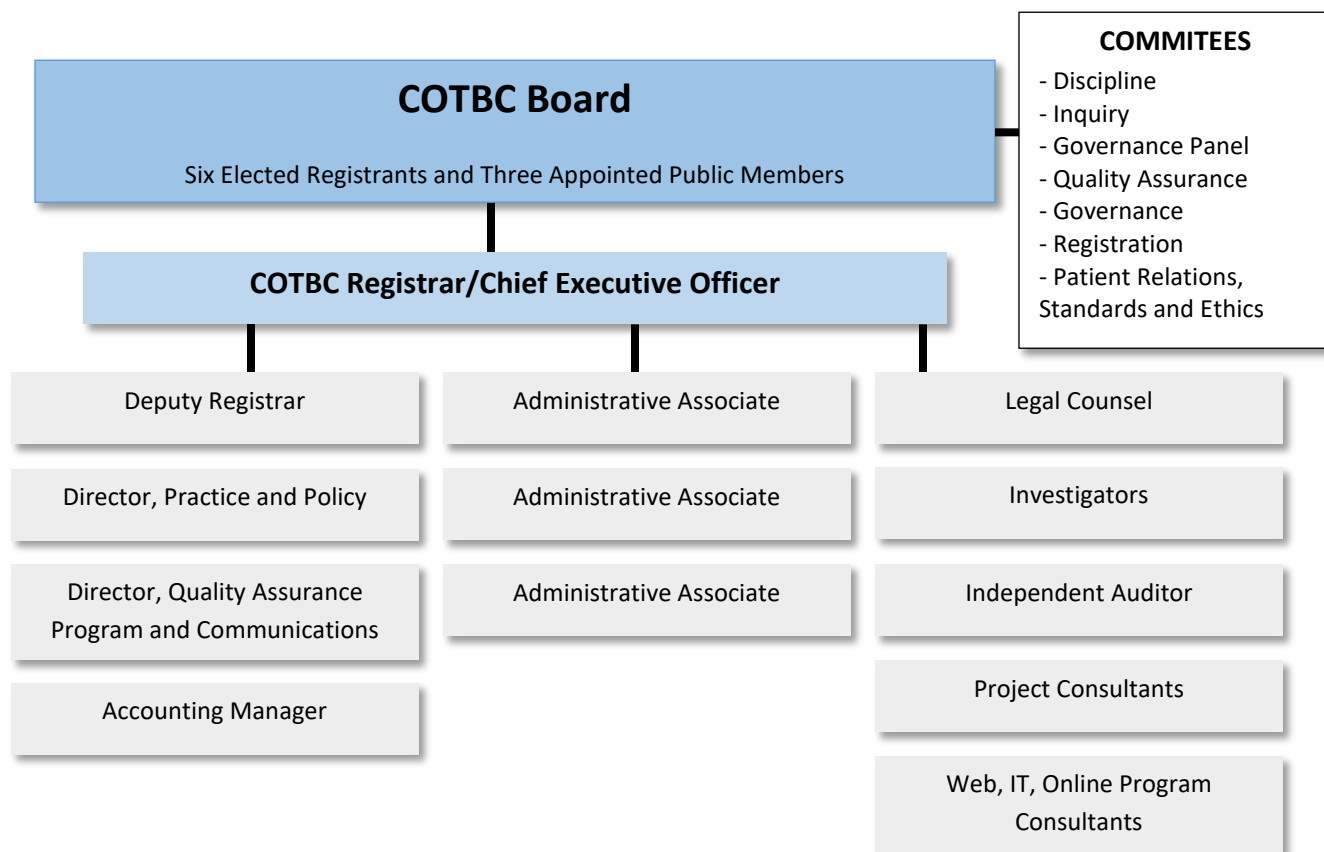 COTBC Board
Six Elected Registrants and Three Appointed Public Members
COMMITEES
- Discipline
- Inquiry
- Governance Panel
- Quality Assurance
- Governance
- Registration
- Patient Relations,
Standards and Ethics
COTBC Registrar/Chief Executive Officer
Deputy Registrar
Director, Practice and Policy
Director, Quality Assurance
Program and Communications
Accounting Manager
Administrative Associate
Administrative Associate
Administrative Associate
Legal Counsel
Investigators
Independent Auditor
Project Consultants
Web, IT, Online Program
Consultants